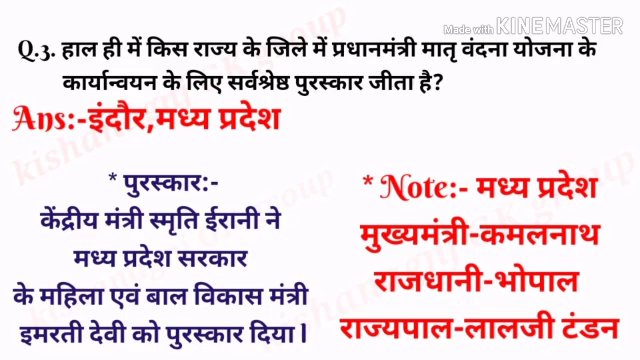 Made with KINEMASTER
Q.3. हाल ही में किस राज्य के जिले में प्रधानमंत्री मातृ वंदना योजना के
कार्यान्वयन के लिए सर्वश्रेष्ठ पुरस्कार जीता है?
Ans:-इंदौर,मध्य प्रदेश
* पुरस्कार:-
केंद्रीय मंत्री स्मृति ईरानी ने
मध्य प्रदेश सरकार
के महिला एवं बाल विकास मंत्री
इमरती देवी को पुरस्कार दिया l
* Note:- मध्य प्रदेश
मुख्यमंत्री-कमलनाथ
राजधानी-भोपाल
राज्यपाल-लालजी टंडन